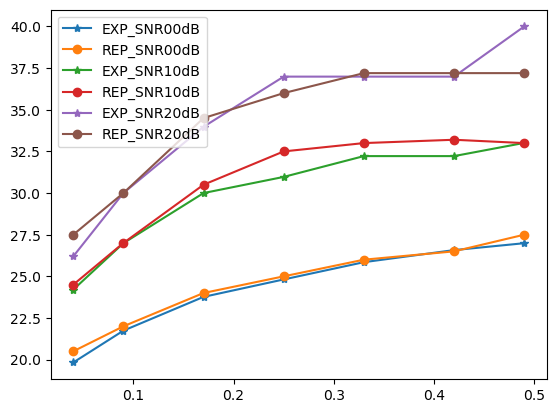 EXP_SNR00dB
REP_SNR00dB
EXP_SNR10dB
REP_SNR10dB
EXP_SNR20dB
REP_SNR20dB
40.0
37.5
35.0
32.5
30.0
27.5
25.0
22.5
20.0
0.1 0.2 0.3 0.4 0.5